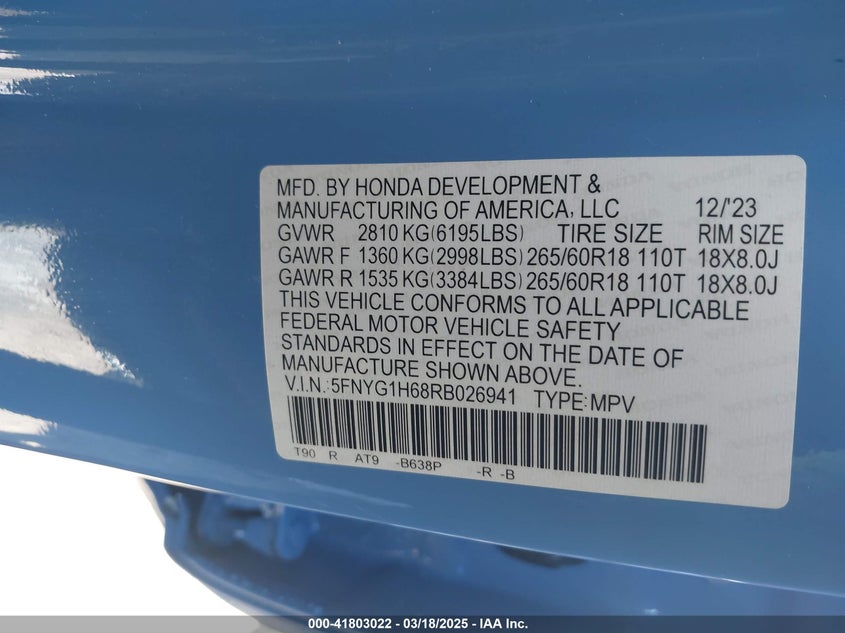 MFD. BY HONDA DEVELOPMENT &
MANUFACTURING OF AMERICA, LLC 12/'23
GVWR 2810 KG(6195LBS) TIRE SIZE RIM SIZE
GAWR F 1360 KG(2998LBS) 265/60R18 110T 18X8.0J
GAWR R 1535 KG(3384LBS) 265/60R18 110T 18X8.0J
THIS VEHICLE CONFORMS TO ALL APPLICABLE
FEDERAL MOTOR VEHICLE SAFETY
STANDARDS IN EFFECT ON THE DATE OF
MANUFACTURE SHOWN ABOVE.
V.I.N.: 5FNYG1H68RB026941 TYPE: MPV
T90 R AT9 -B638P -R -B
000-41803022 / 03/18/2025 - IAA Inc.